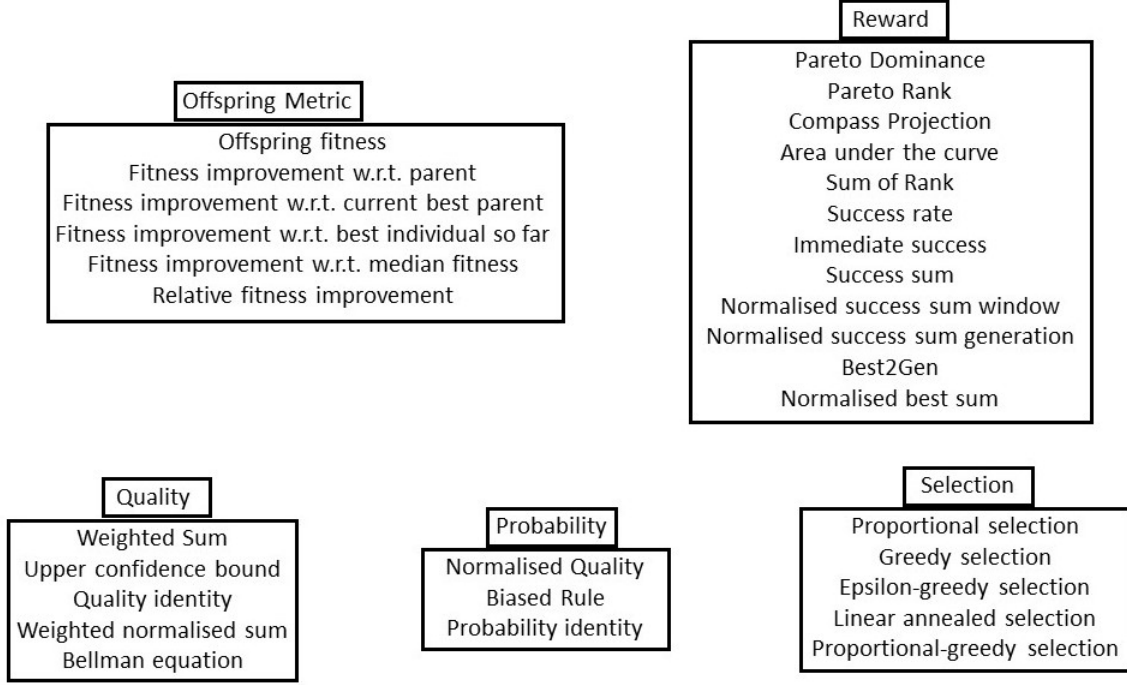 Offspring Metric
Offspring fitness
Fitness improvement w.r.t. parent
Fitness improvement w.r.t. current best parent
Fitness improvement w.r.t. best individual so far
Fitness improvement w.r.t. median fitness
Relative fitness improvement
Reward
Pareto Dominance
Pareto Rank
Compass Projection
Area under the curve
Sum of Rank
Success rate
Immediate success
Success sum
Normalised success sum window
Normalised success sum generation
Best2Gen
Normalised best sum
Quality
Weighted Sum
Upper confidence bound
Quality identity
Weighted normalised sum
Bellman equation
Probability
Normalised Quality
Biased Rule
Probability identity
Selection
Proportional selection
Greedy selection
Epsilon-greedy selection
Linear annealed selection
Proportional-greedy selection